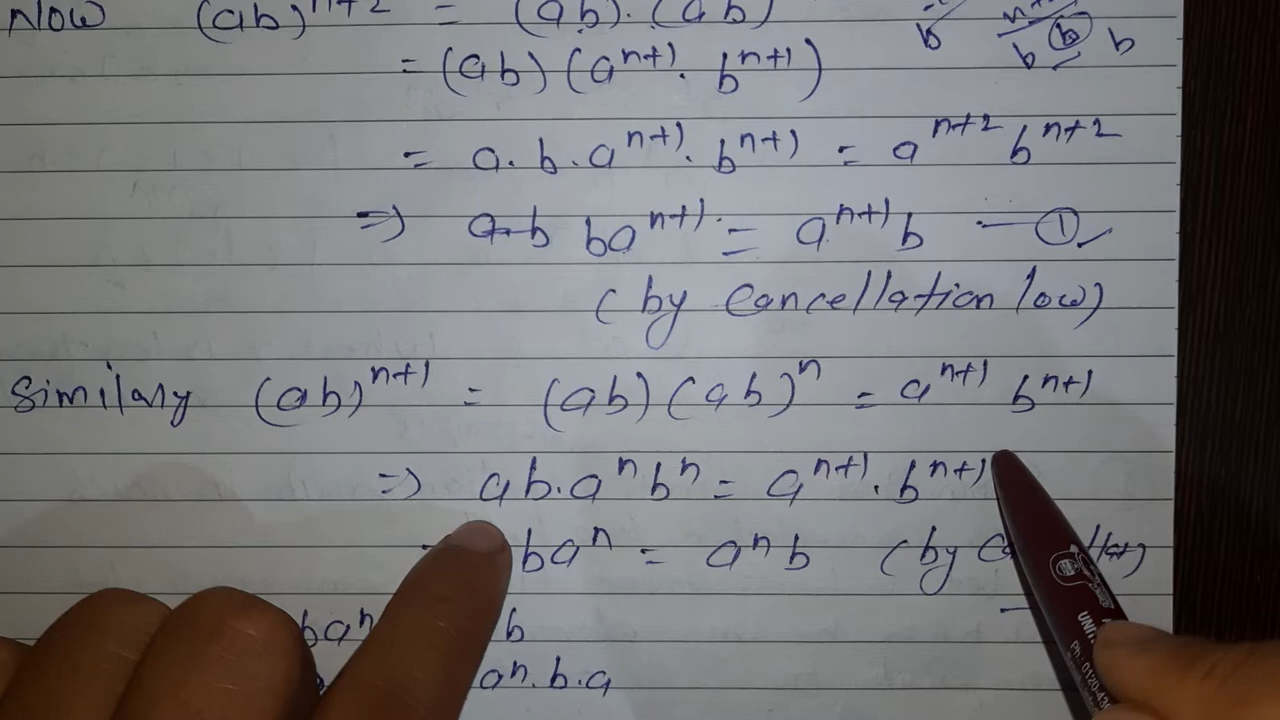 Now (ab)^n+2 = (ab).(ab)
= (ab)(a^n+1 . b^n+1)
= a.b.a^n+1 . b^n+1 = a^n+2 b^n+2
=> a-b ba^n+1 = a^n+1 b — ①
(by Cancellation low)
Similary (ab)^n+1 = (ab)(ab)^n = a^n+1 b^n+1
=> ab.a^n b^n = a^n+1 . b^n+1
ba^n = a^n b (by
ba^n b
a^n.b.a